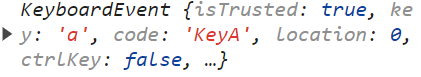 KeyboardEvent {isTrusted: true, ke
y: 'a', code: 'KeyA', location: 0,
ctrlKey: false, …}